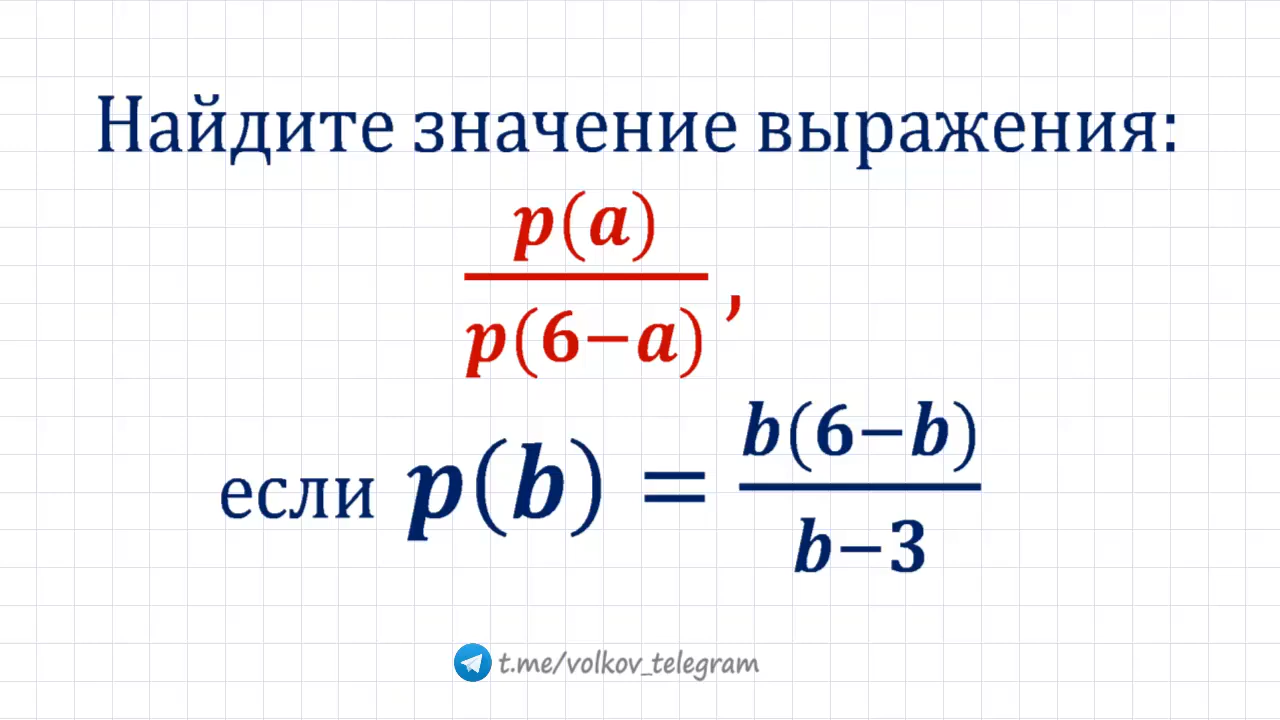 Найдите значение выражения:
p(a)
p(6−a) ,
если p(b) = b(6−b)
b−3
t.me/volkov_telegram